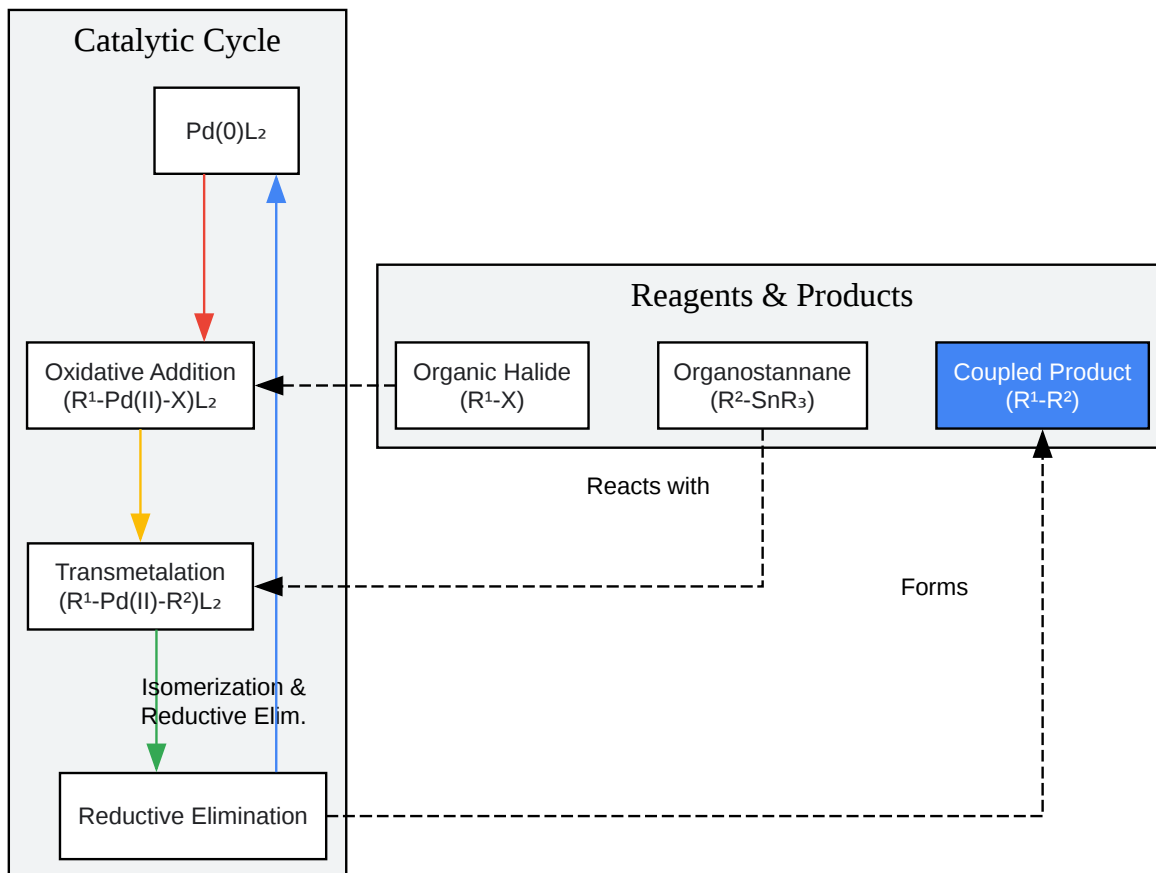 Catalytic Cycle
Pd(0)L₂
Oxidative Addition
(R¹-Pd(II)-X)L₂
Transmetalation
(R¹-Pd(II)-R²)L₂
Isomerization &
Reductive Elim.
Reductive Elimination
Reagents & Products
Organic Halide
(R¹-X)
Organostannane
(R²-SnR₃)
Coupled Product
(R¹-R²)
Reacts with
Forms